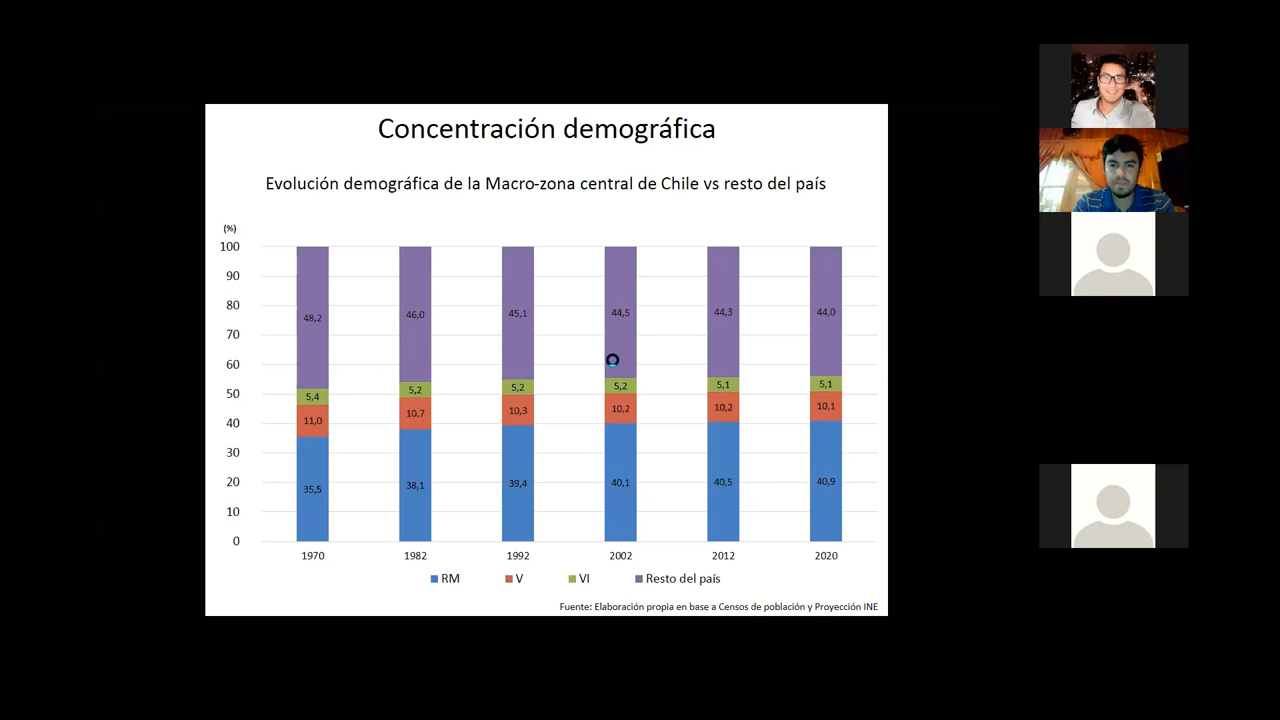 Concentración demográfica
Evolución demográfica de la Macro-zona central de Chile vs resto del país
(%)
100
90
80
70
60
50
40
30
20
10
0
48,2 46,0 45,1 44,5 44,3 44,0
5,4 5,2 5,2 5,2 5,1 5,1
11,0 10,7 10,3 10,2 10,2 10,1
35,5 38,1 39,4 40,1 40,5 40,9
1970 1982 1992 2002 2012 2020
RM V VI Resto del país
Fuente: Elaboración propia en base a Censos de población y Proyección INE